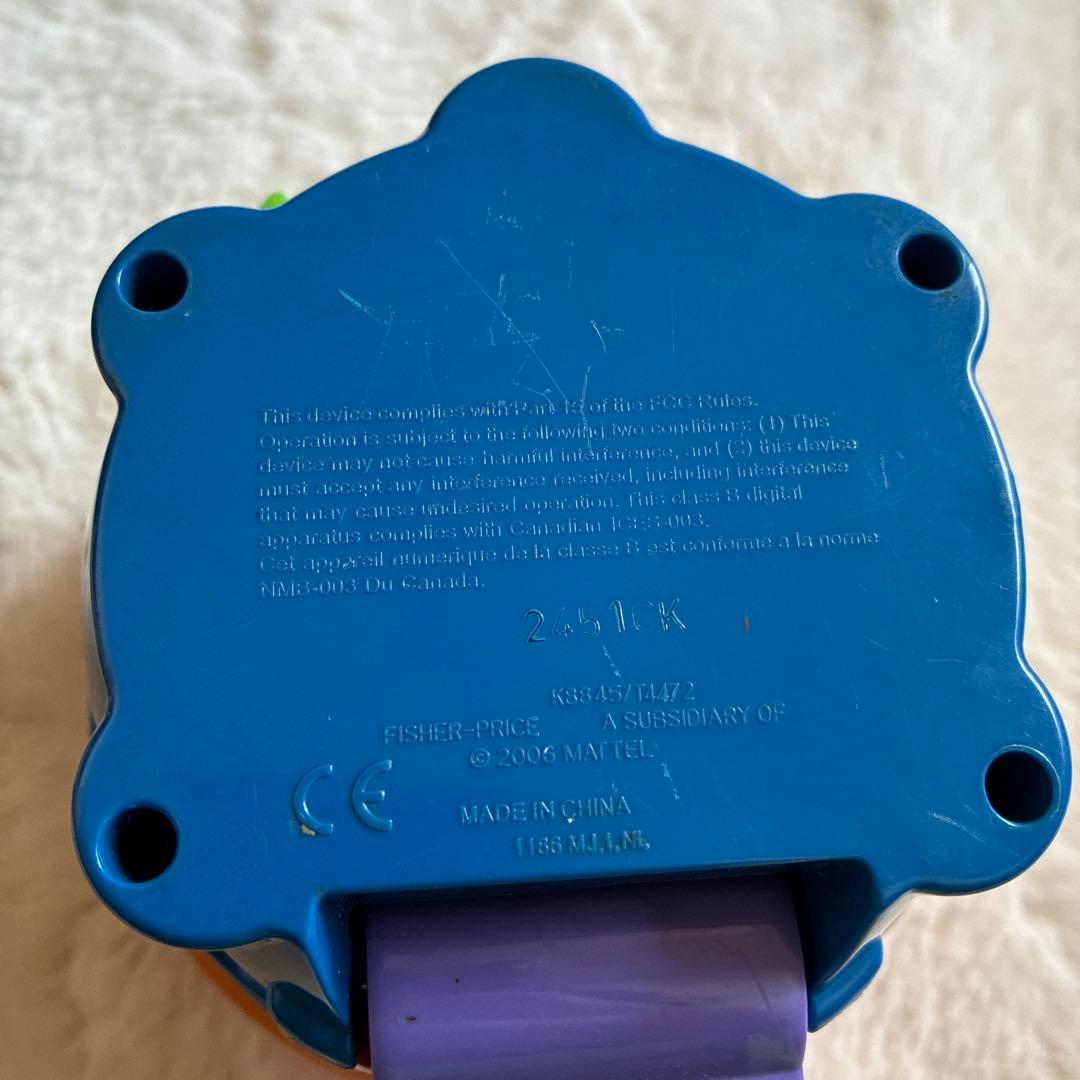 This device complies with Part 15 of the FCC Rules.
Operation is subject to the following two conditions: (1) This
device may not cause harmful interference, and (2) this device
must accept any interference received, including interference
that may cause undesired operation. This class B digital
apparatus complies with Canadian ICES-003.
Cet appareil numerique de la classe B est conforme a la norme
NMB-003 Du Canada.
2451CK
K8845/T4472
FISHER-PRICE A SUBSIDIARY OF
© 2006 MATTEL
CE
MADE IN CHINA
1186 MJ,1,NL